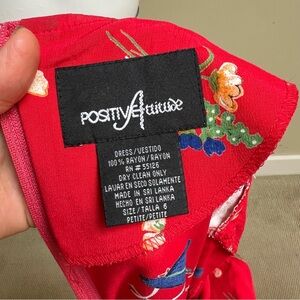 POSITIVE Attitude
DRESS/VESTIDO
100% RAYON/RAYON
RN # 55126
DRY CLEAN ONLY
LAVAR EN SECO SOLAMENTE
MADE IN SRI LANKA
HECHO EN SRI LANKA
SIZE/TALLA 6
PETITE/PETITE